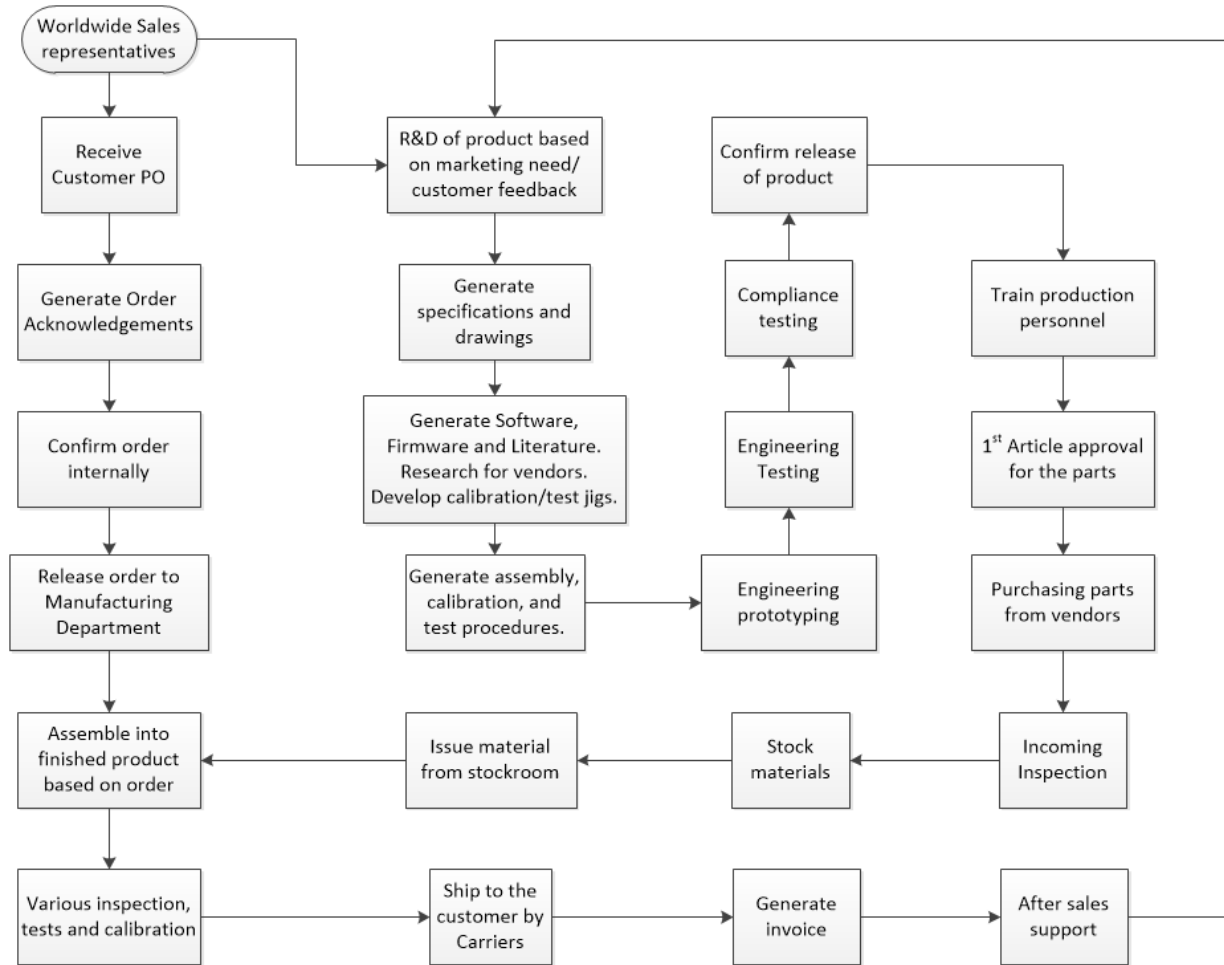 Worldwide Sales
representatives
Receive
Customer PO
Generate Order
Acknowledgements
Confirm order
internally
Release order to
Manufacturing
Department
Assemble into
finished product
based on order
Various inspection,
tests and calibration
R&D of product based
on marketing need/
customer feedback
Generate
specifications and
drawings
Generate Software,
Firmware and Literature.
Research for vendors.
Develop calibration/test jigs.
Generate assembly,
calibration, and
test procedures.
Engineering
prototyping
Engineering
Testing
Compliance
testing
Confirm release
of product
Train production
personnel
1st Article approval
for the parts
Purchasing parts
from vendors
Incoming
Inspection
Stock
materials
Issue material
from stockroom
Ship to the
customer by
Carriers
Generate
invoice
After sales
support